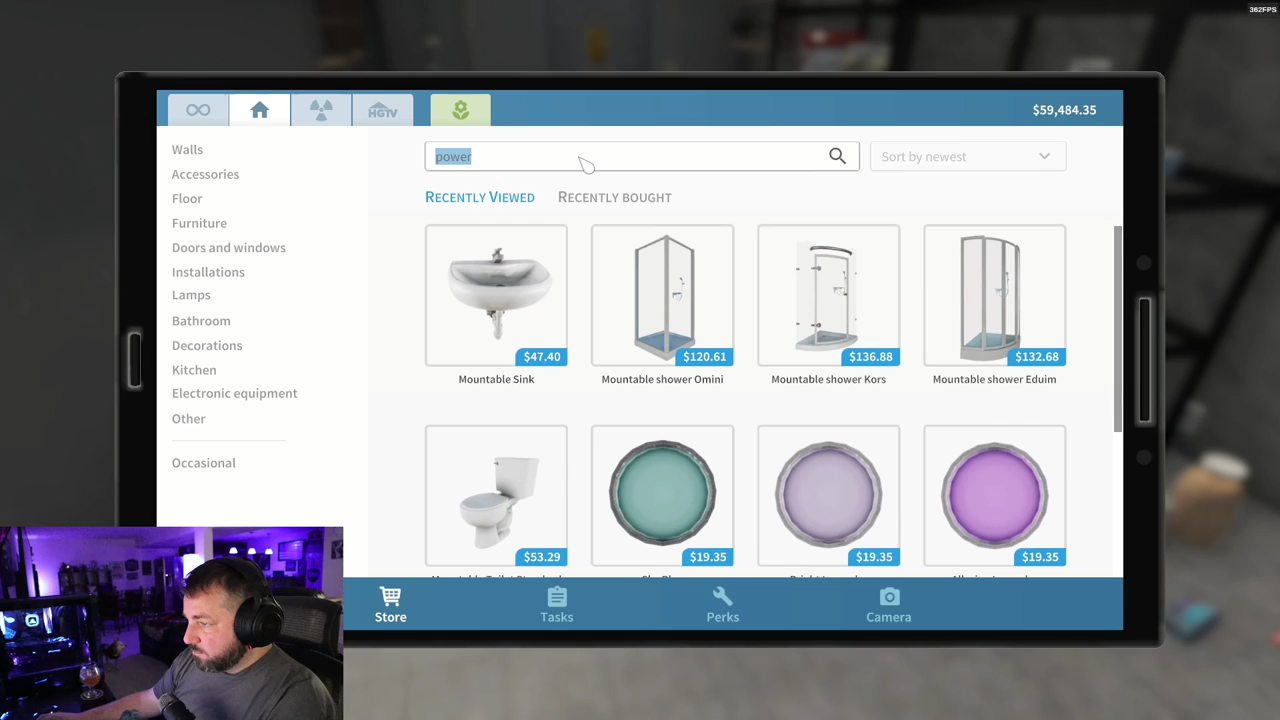 362FPS
HGTV
$59,484.35
power
Sort by newest
Walls
Accessories
Floor
Furniture
Doors and windows
Installations
Lamps
Bathroom
Decorations
Kitchen
Electronic equipment
Other
Occasional
RECENTLY VIEWED RECENTLY BOUGHT
$47.40 $120.61 $136.88 $132.68
Mountable Sink Mountable shower Omini Mountable shower Kors Mountable shower Eduim
$53.29 $19.35 $19.35 $19.35
Store Tasks Perks Camera